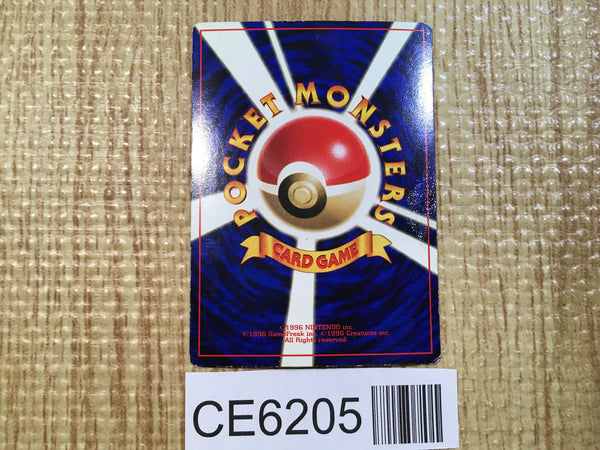 POCKET MONSTERS
CARD GAME
©1996 NINTENDO inc.
©1996 GameFreak inc. ©1996 Creatures inc.
All Rights reserved
CE6205